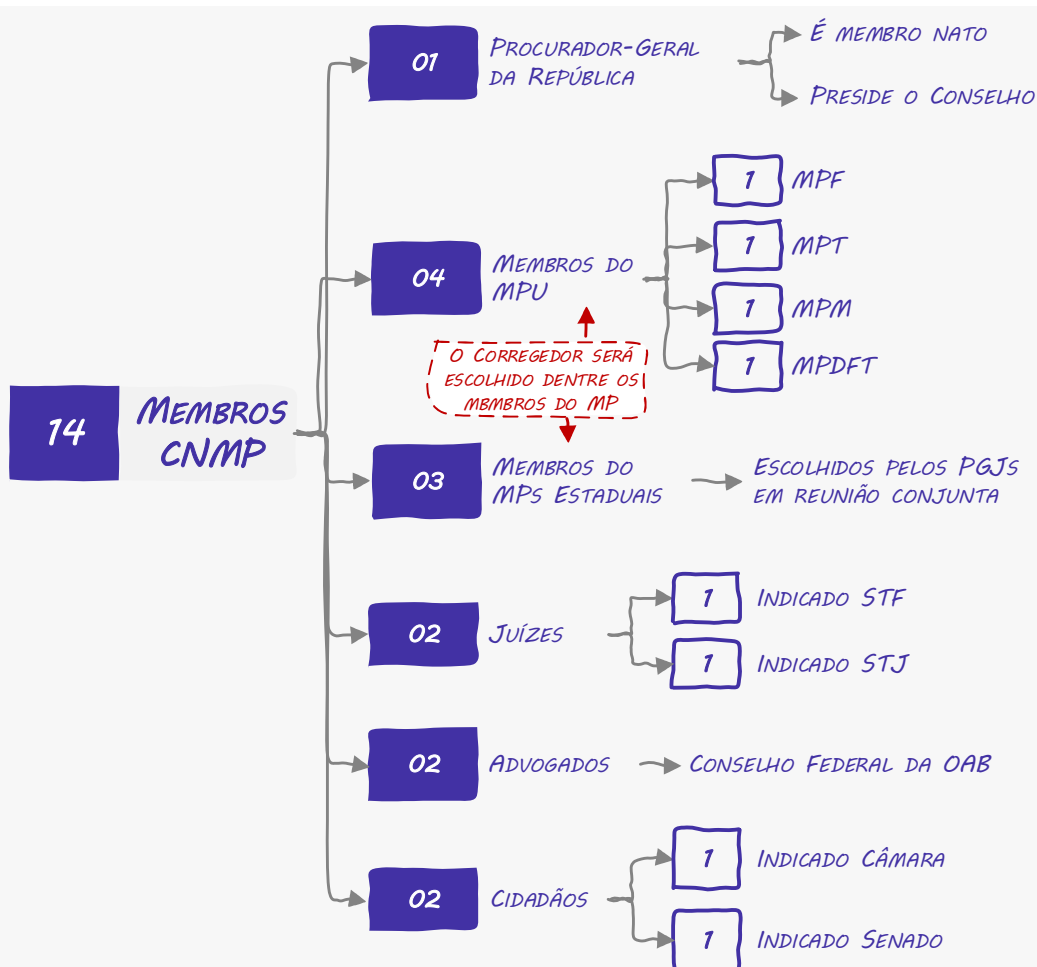 14
Membros
CNMP
01
Procurador-Geral
da República
É membro nato
Preside o Conselho
04
Membros do
MPU
1 MPF
1 MPT
1 MPM
1 MPDFT
O Corregedor será
escolhido dentre os
mbmbros do MP
03
Membros do
MPs Estaduais
Escolhidos pelos PGJs
em reunião conjunta
02
Juízes
1 Indicado STF
1 Indicado STJ
02
Advogados
Conselho Federal da OAB
02
Cidadãos
1 Indicado Câmara
1 Indicado Senado